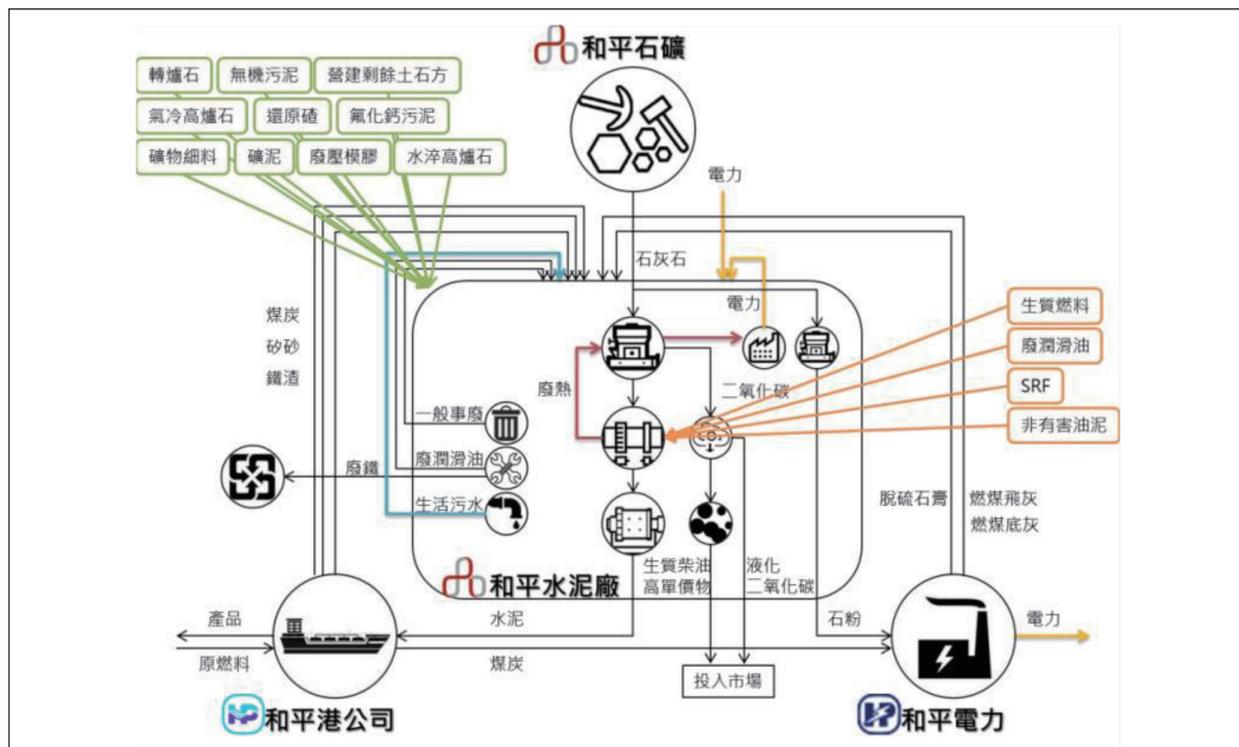 和平石礦
轉爐石
無機污泥
營建剩餘土石方
氣冷高爐石
還原碴
氟化鈣污泥
礦物細料
礦泥
廢壓模膠
水淬高爐石
電力
石灰石
電力
煤炭
矽砂
鐵渣
生質燃料
廢潤滑油
SRF
非有害油泥
廢熱
二氧化碳
CO₂
一般事廢
廢潤滑油
廢鐵
生活污水
脫硫石膏
燃煤飛灰
燃煤底灰
生質柴油
高單價物
液化
二氧化碳
和平水泥廠
產品
水泥
石粉
電力
原燃料
煤炭
投入市場
HP
和平港公司
和平電力